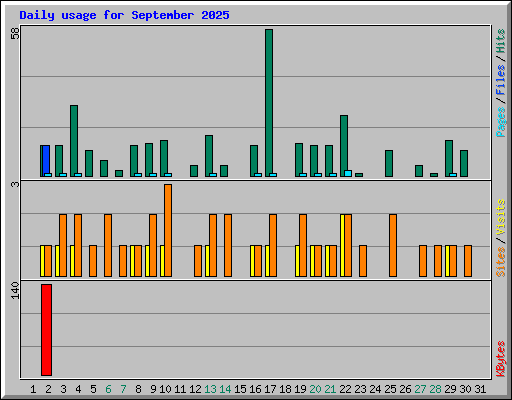 Daily usage for September 2025
58
3
140
Pages / Files / Hits
Sites / Visits
KBytes
1 2 3 4 5 6 7 8 9 10 11 12 13 14 15 16 17 18 19 20 21 22 23 24 25 26 27 28 29 30 31